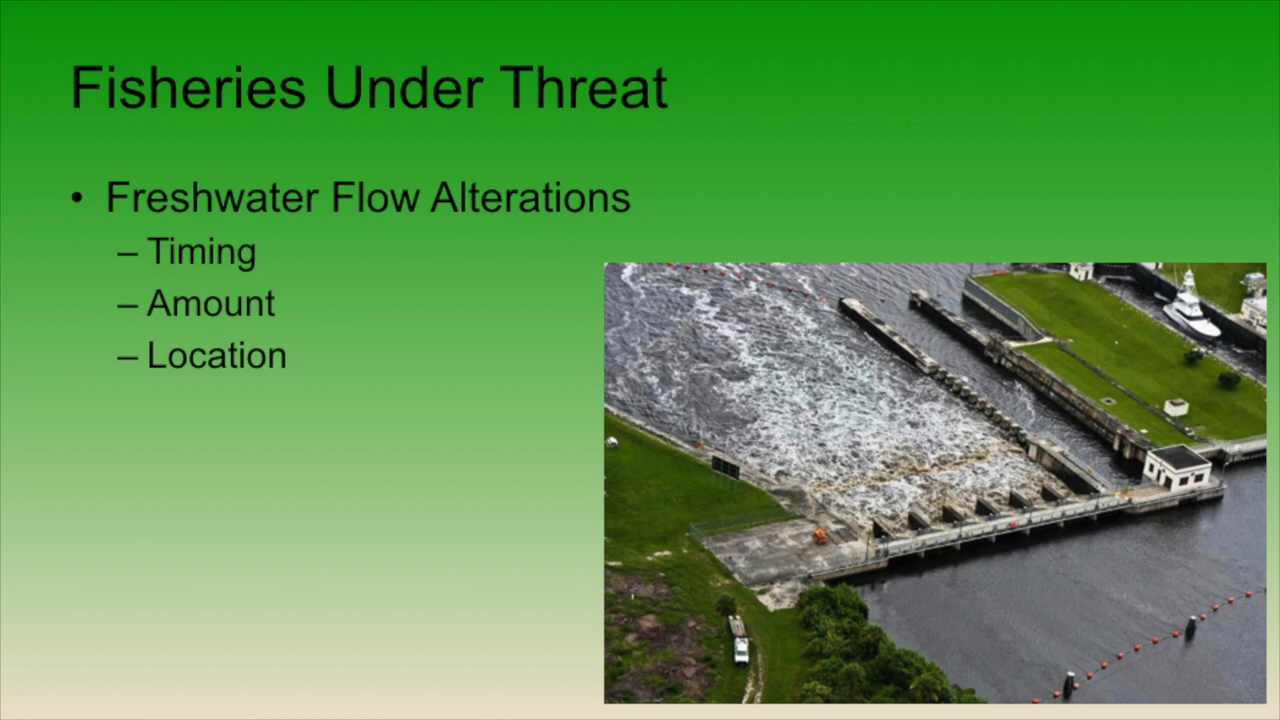 Fisheries Under Threat
• Freshwater Flow Alterations
– Timing
– Amount
– Location